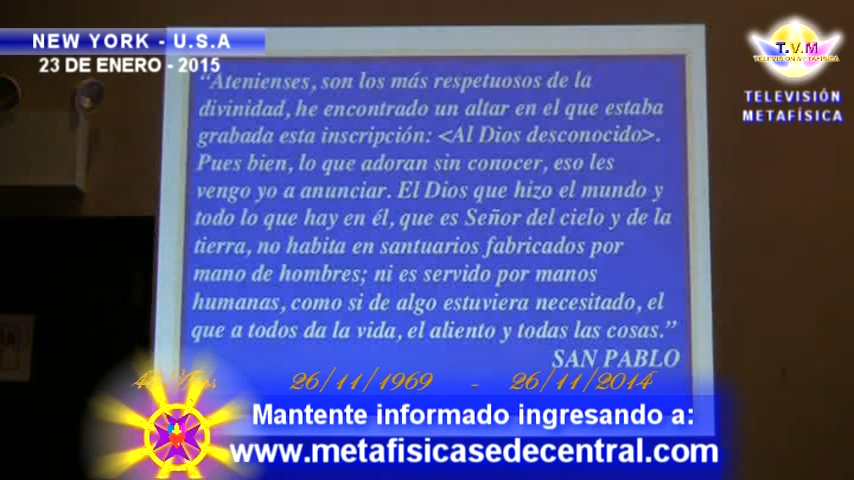 NEW YORK - U.S.A
23 DE ENERO - 2015
T.V.M
TELEVISIÓN METAFÍSICA
TELEVISIÓN
METAFÍSICA
“Atenienses, son los más respetuosos de la
divinidad, he encontrado un altar en el que estaba
grabada esta inscripción: <Al Dios desconocido>.
Pues bien, lo que adoran sin conocer, eso les
vengo yo a anunciar. El Dios que hizo el mundo y
todo lo que hay en él, que es Señor del cielo y de la
tierra, no habita en santuarios fabricados por
mano de hombres; ni es servido por manos
humanas, como si de algo estuviera necesitado, el
que a todos da la vida, el aliento y todas las cosas.”
SAN PABLO
26/11/1969 - 26/11/2014
Mantente informado ingresando a:
www.metafisicasedecentral.com